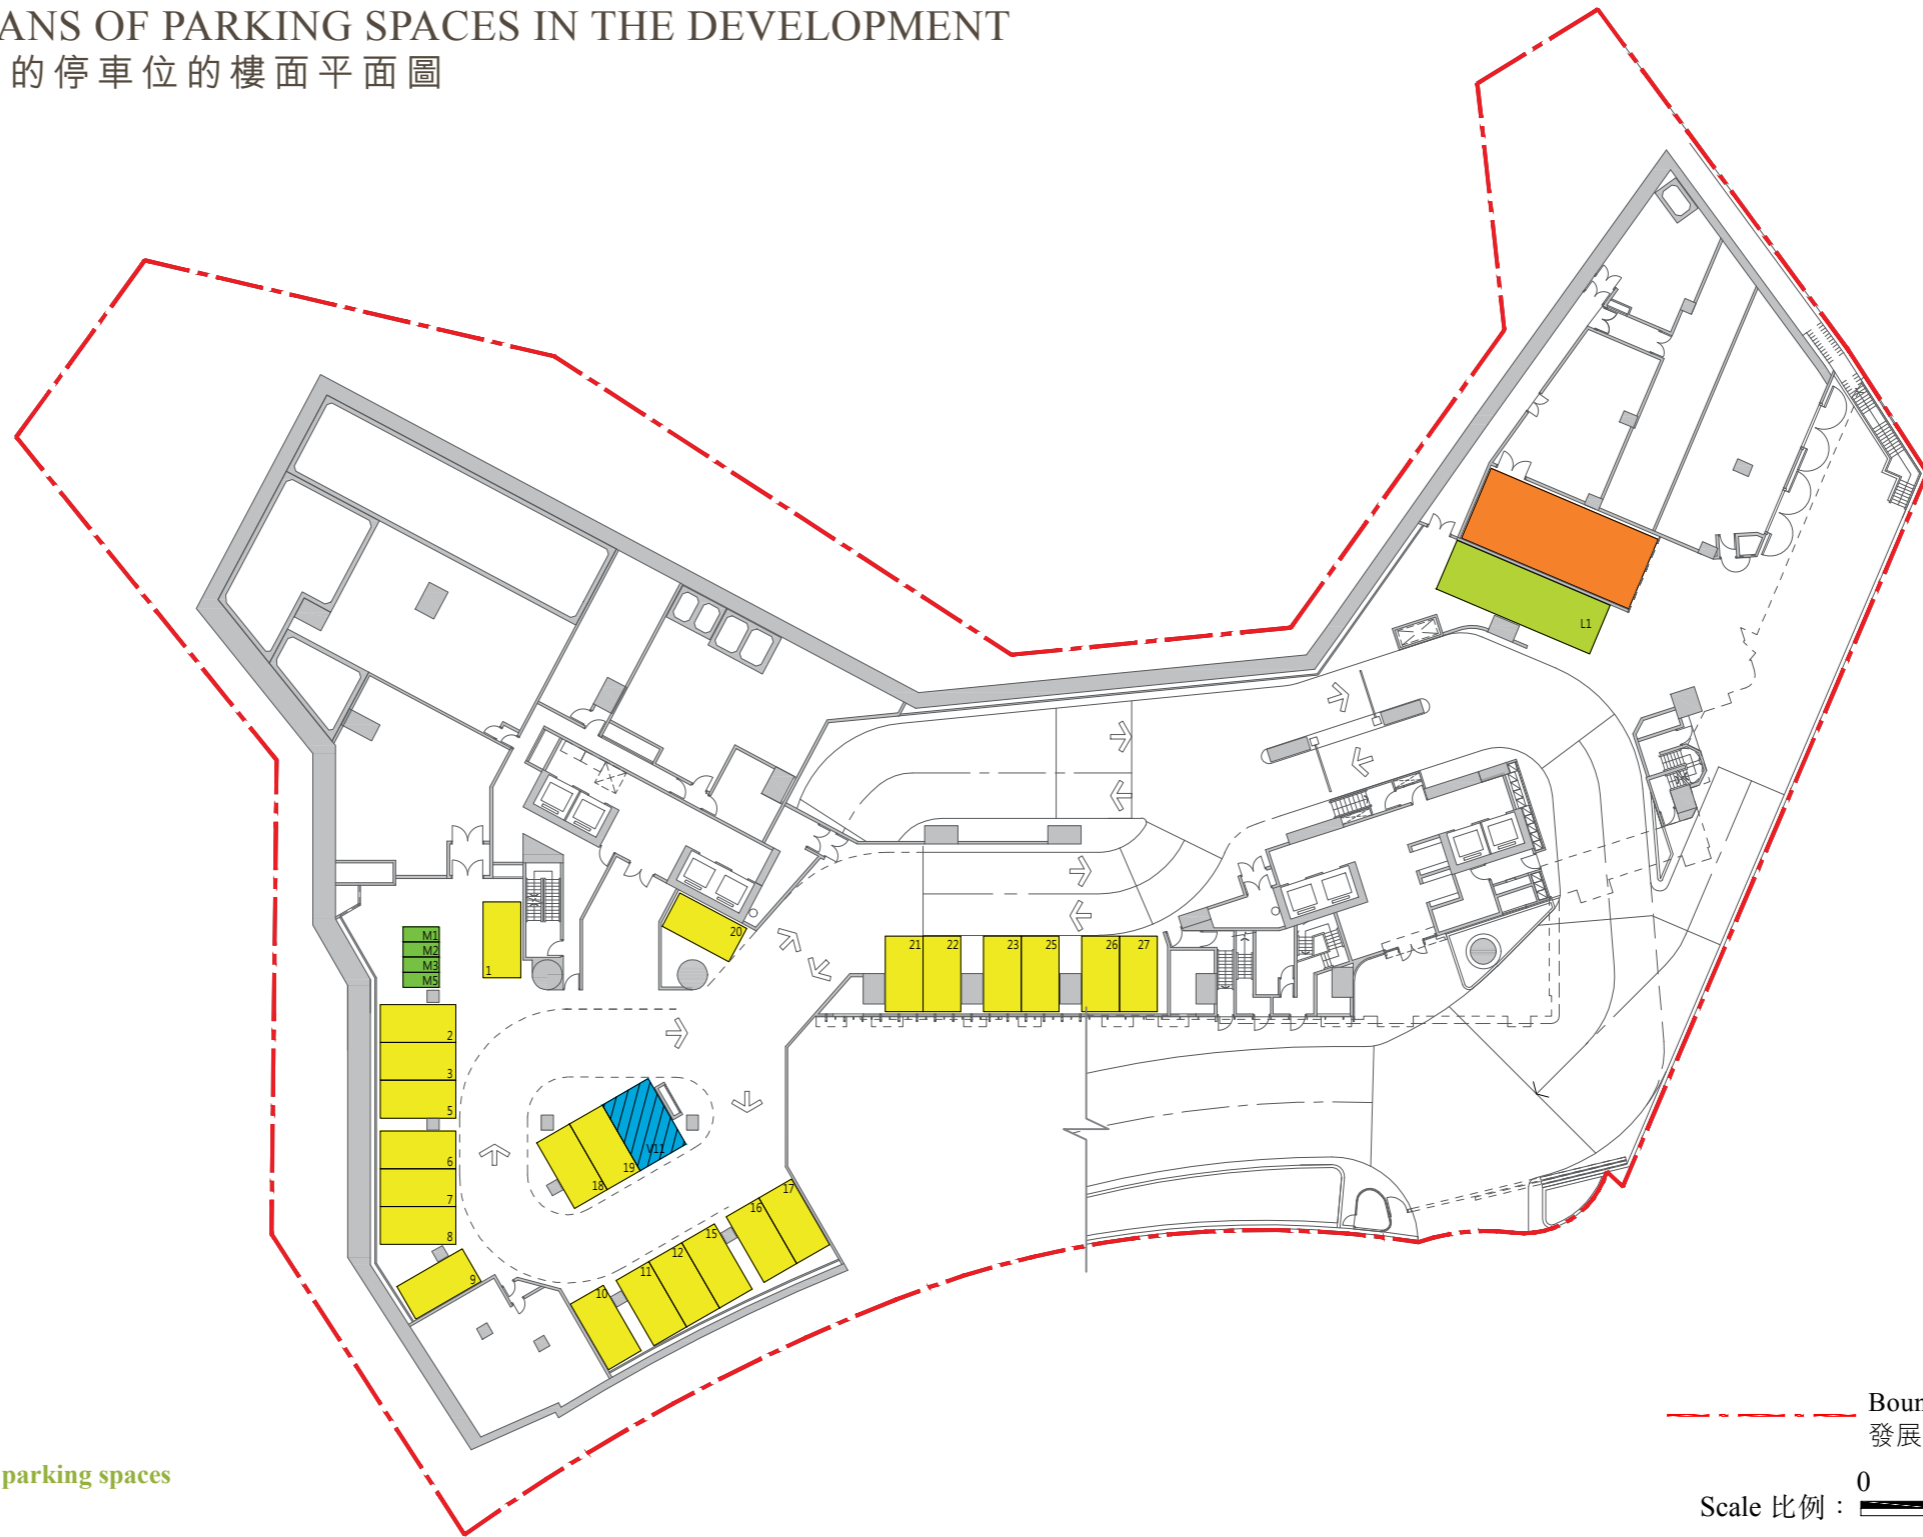 ANS OF PARKING SPACES IN THE DEVELOPMENT
的停車位的樓面平面圖
L1
M1
M2
M3
M5
1
20
21
22
23
25
26
27
2
3
5
6
7
8
9
18
19
V11
10
11
12
15
16
17
Boun
發展
parking spaces
0
Scale 比例：